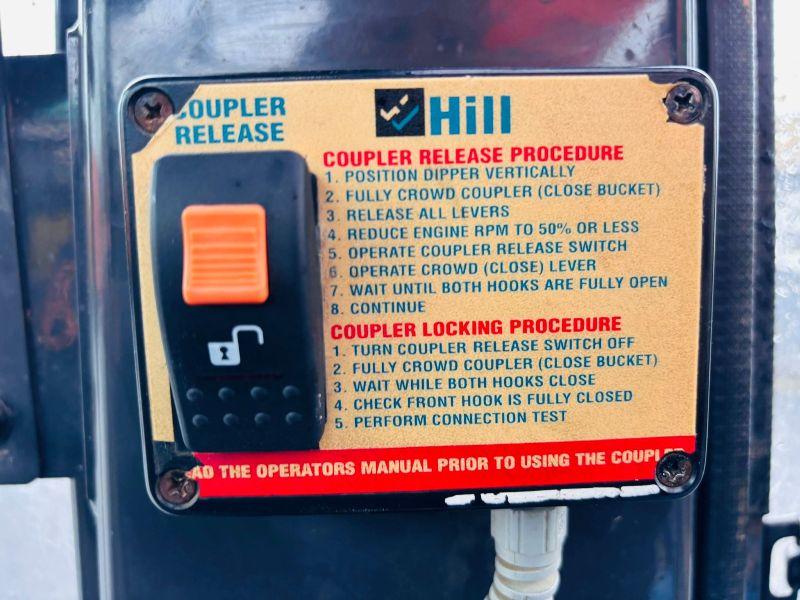 COUPLER
RELEASE
Hill
COUPLER RELEASE PROCEDURE
1. POSITION DIPPER VERTICALLY
2. FULLY CROWD COUPLER (CLOSE BUCKET)
3. RELEASE ALL LEVERS
4. REDUCE ENGINE RPM TO 50% OR LESS
5. OPERATE COUPLER RELEASE SWITCH
6. OPERATE CROWD (CLOSE) LEVER
7. WAIT UNTIL BOTH HOOKS ARE FULLY OPEN
8. CONTINUE
COUPLER LOCKING PROCEDURE
1. TURN COUPLER RELEASE SWITCH OFF
2. FULLY CROWD COUPLER (CLOSE BUCKET)
3. WAIT WHILE BOTH HOOKS CLOSE
4. CHECK FRONT HOOK IS FULLY CLOSED
5. PERFORM CONNECTION TEST
EAD THE OPERATORS MANUAL PRIOR TO USING THE COUPLER